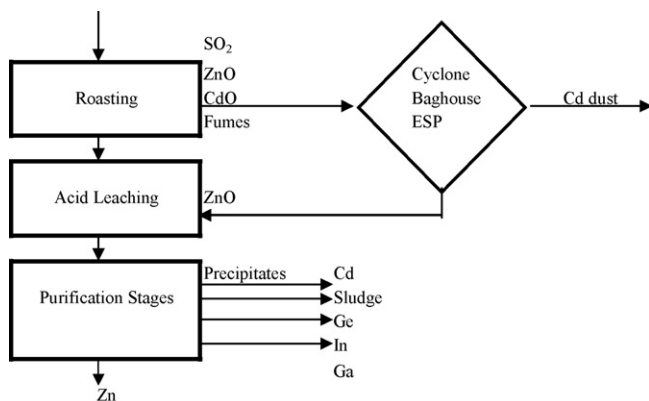 SO2
ZnO
CdO
Fumes
Roasting
Cyclone
Baghouse
ESP
Cd dust
Acid Leaching
ZnO
Purification Stages
Precipitates
Cd
Sludge
Ge
In
Ga
Zn